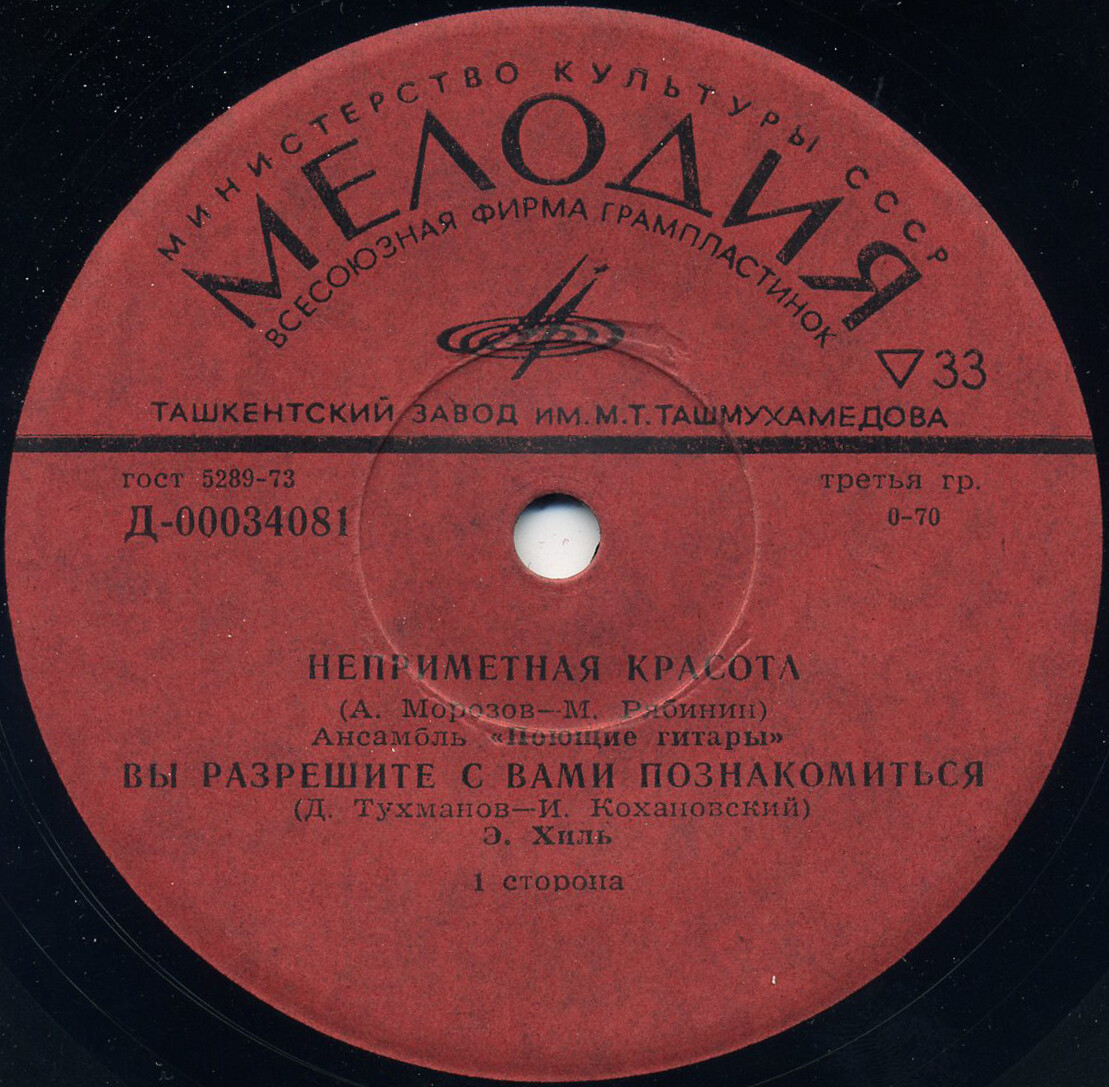 МИНИСТЕРСТВО КУЛЬТУРЫ СССР
МЕЛОДИЯ
ВСЕСОЮЗНАЯ ФИРМА ГРАМПЛАСТИНОК
▽33
ТАШКЕНТСКИЙ ЗАВОД ИМ. М.Т. ТАШМУХАМЕДОВА
гост 5289-73
третья гр.
Д-00034081
0-70
НЕПРИМЕТНАЯ КРАСОТА
(А. Морозов—М. Рябинин)
Ансамбль «Поющие гитары»
ВЫ РАЗРЕШИТЕ С ВАМИ ПОЗНАКОМИТЬСЯ
(Д. Тухманов—И. Кохановский)
Э. Хиль
1 сторона